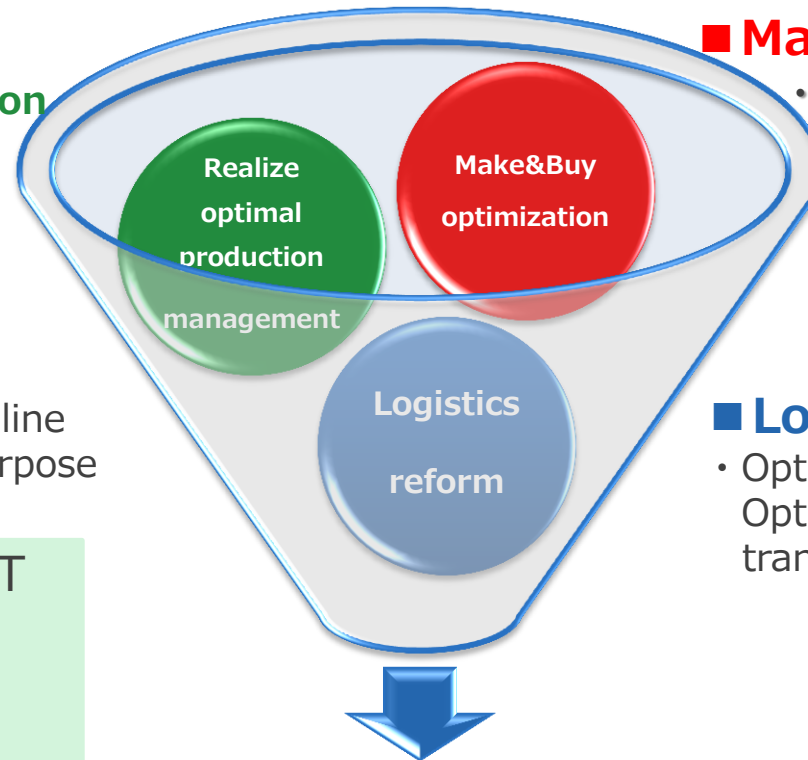 on
Realize
optimal
production
management
Make&Buy
optimization
Logistics
reform
line
rpose
T
■Ma
・
■Lo
・Opt
Opt
tran